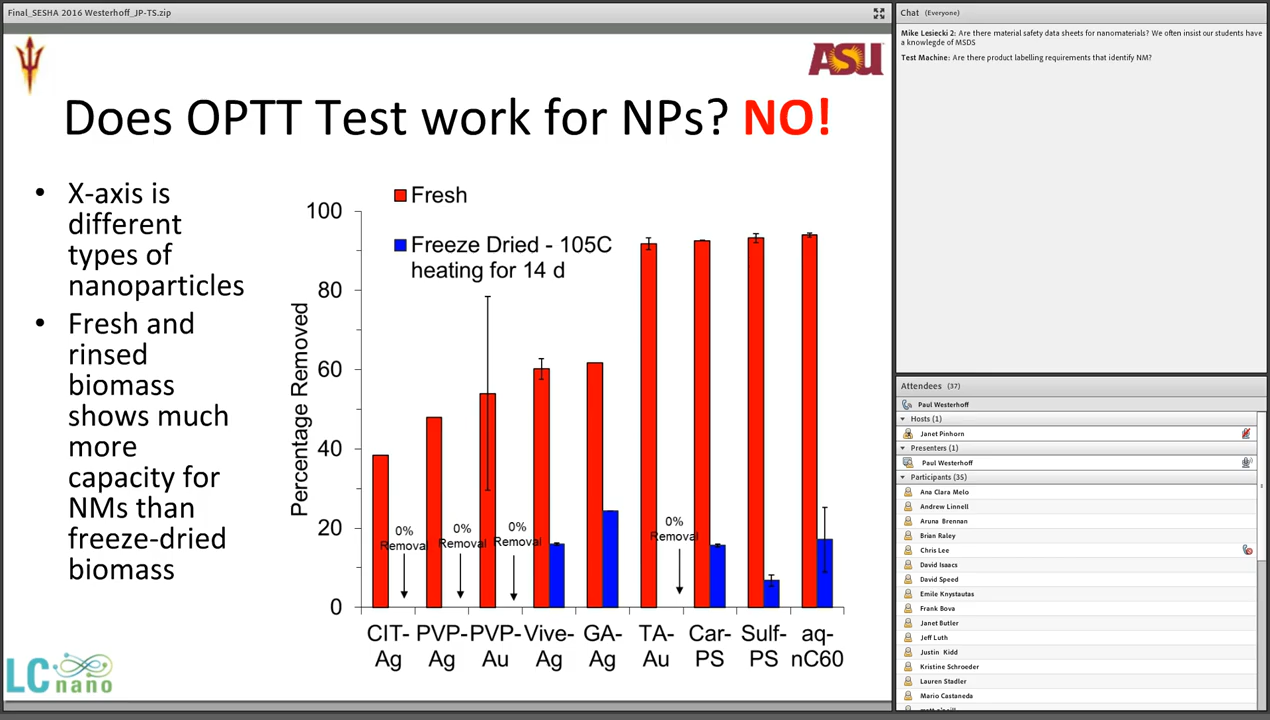 Final_SESHA 2016 Westerhoff_JP-TS.zip
ASU
Does OPTT Test work for NPs? NO!
• X-axis is
different
types of
nanoparticles
• Fresh and
rinsed
biomass
shows much
more
capacity for
NMs than
freeze-dried
biomass
LC
nano
Fresh
Freeze Dried - 105C
heating for 14 d
Percentage Removed
100
80
60
40
20
0
0%
Removal
0%
Removal
0%
Removal
0%
Removal
CIT-
Ag
PVP-
Ag
PVP-
Au
Vive-
Ag
GA-
Ag
TA-
Au
Car-
PS
Sulf-
PS
aq-
nC60
Chat (Everyone)
Mike Lesiecki 2: Are there material safety data sheets for nanomaterials? We often insist our students have
a knowlegde of MSDS
Test Machine: Are there product labelling requirements that identify NM?
Attendees (37)
Paul Westerhoff
Hosts (1)
Janet Pinhorn
Presenters (1)
Paul Westerhoff
Participants (35)
Ana Clara Melo
Andrew Linnell
Aruna Brennan
Brian Raley
Chris Lee
David Isaacs
David Speed
Emile Knystautas
Frank Bova
Janet Butler
Jeff Luth
Justin Kidd
Kristine Schroeder
Lauren Stadler
Mario Castaneda